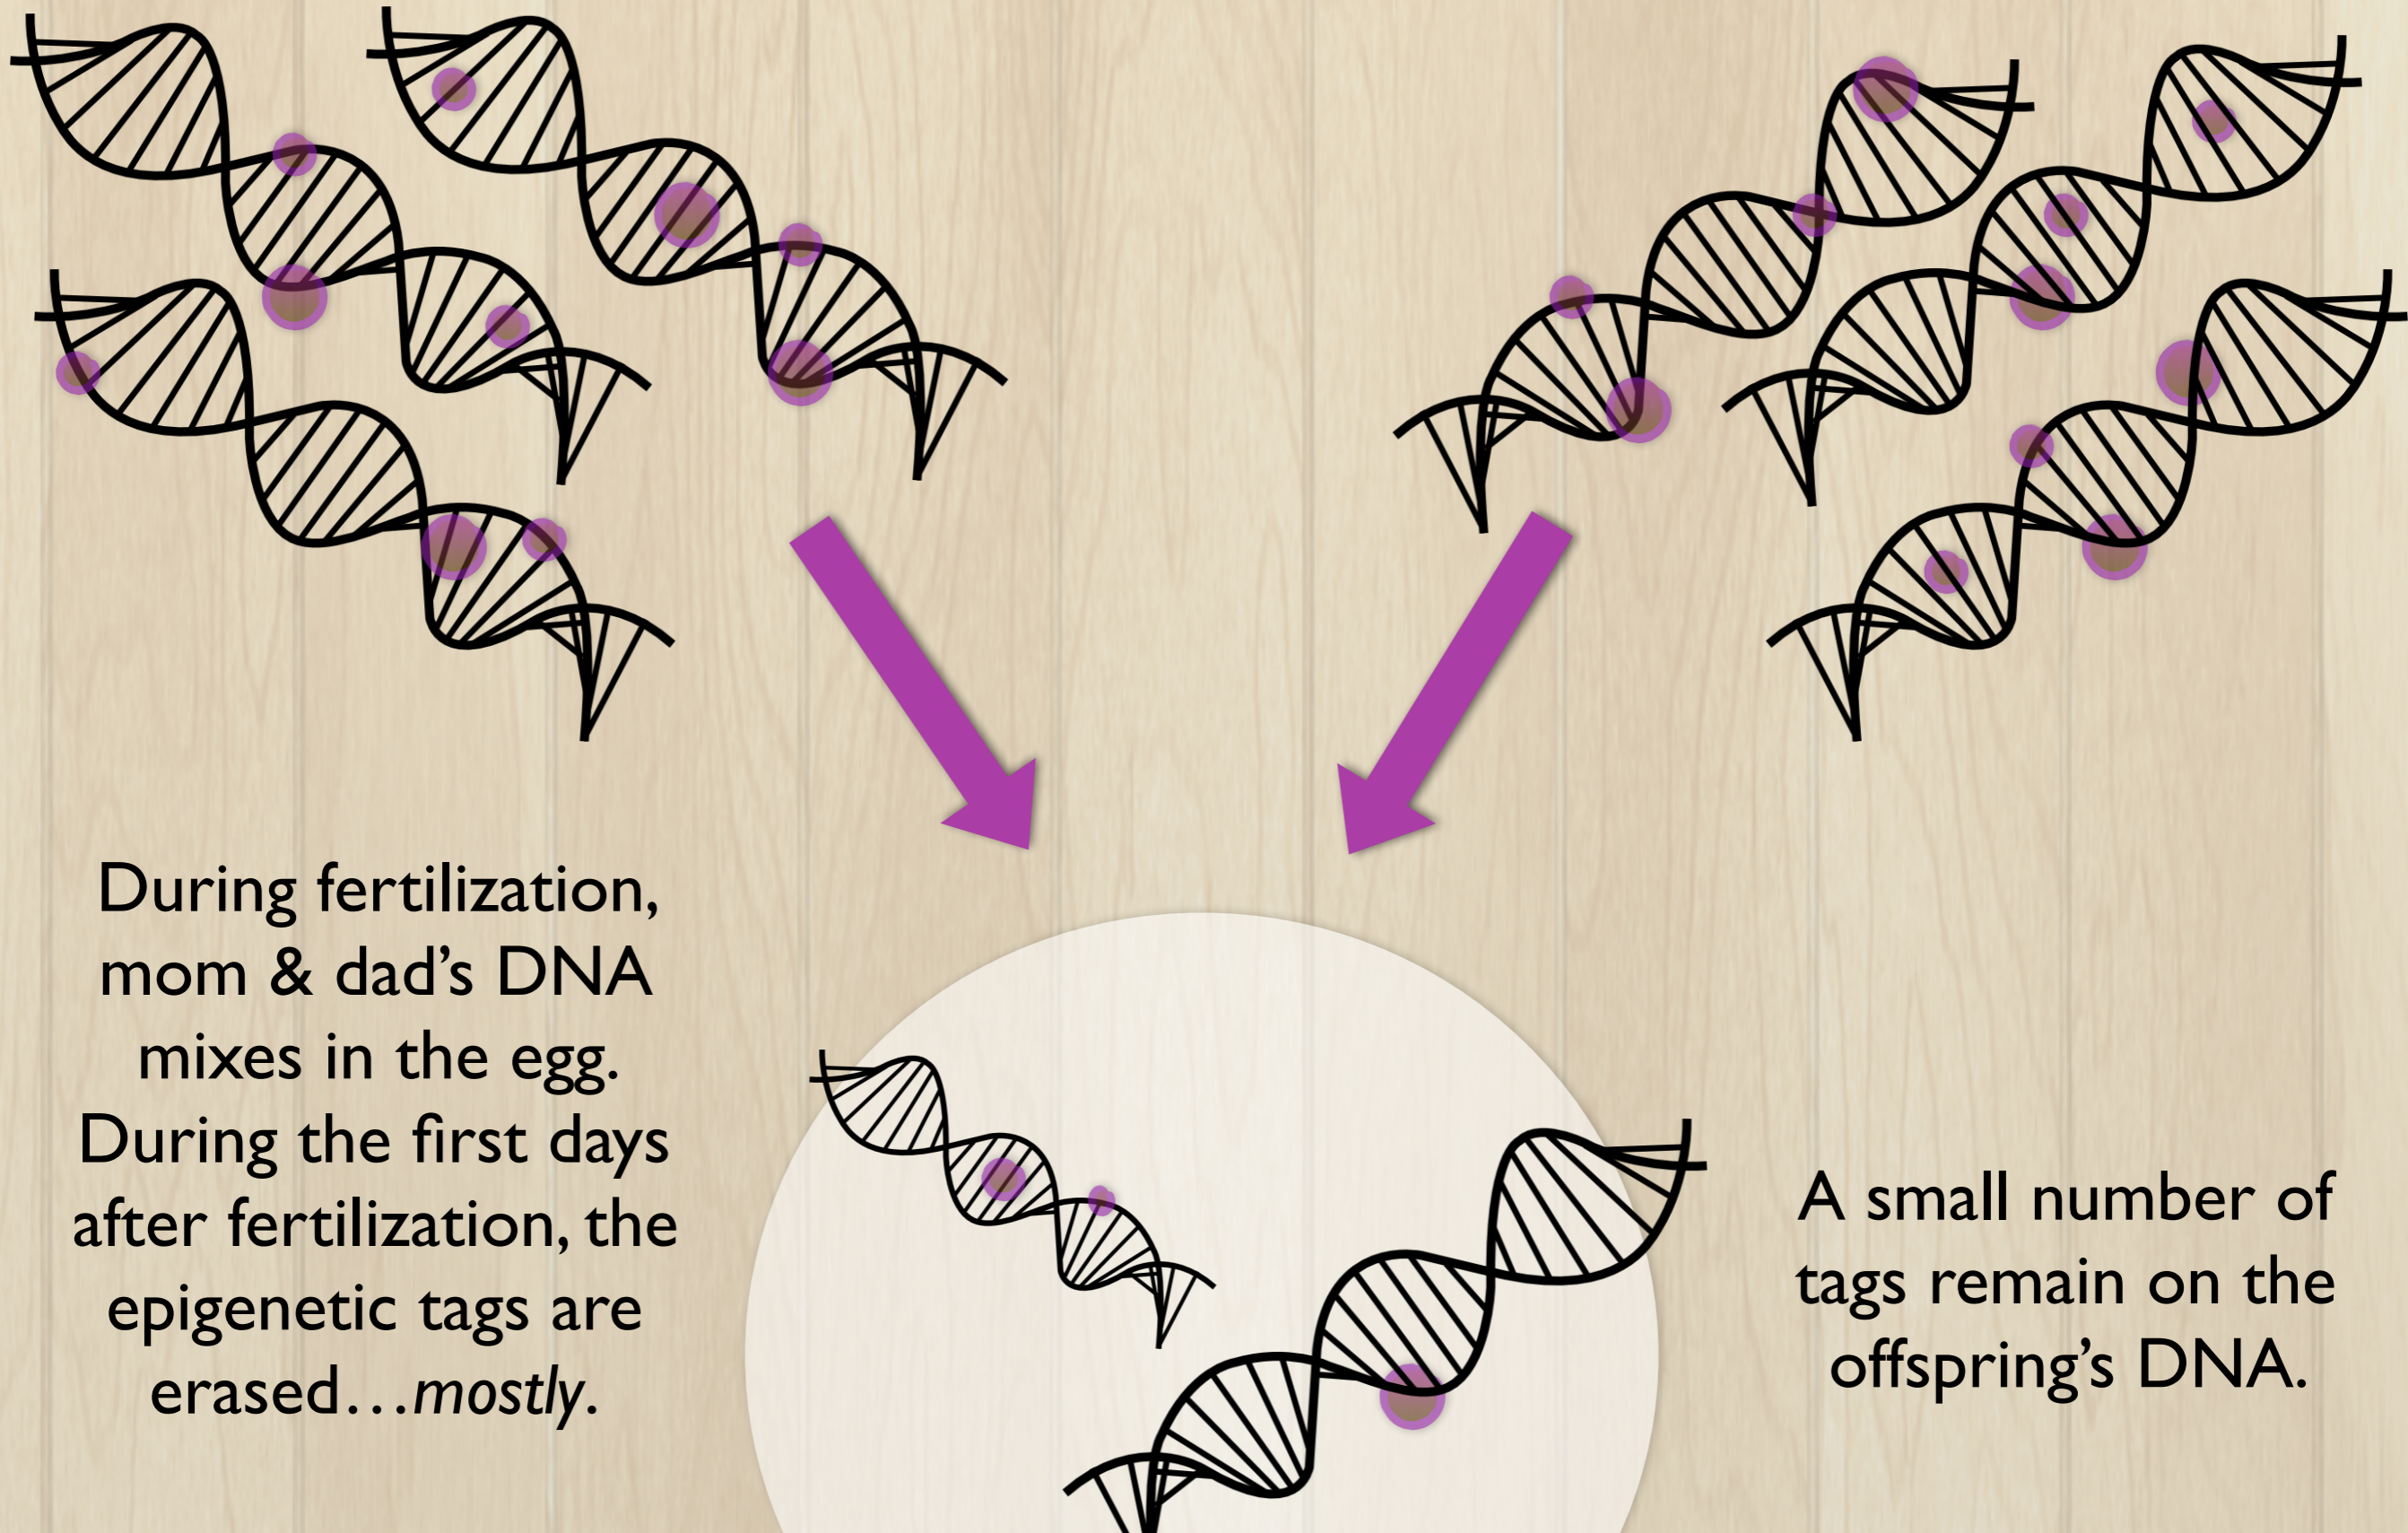 During fertilization,
mom & dad’s DNA
mixes in the egg.
During the first days
after fertilization, the
epigenetic tags are
erased…mostly.
A small number of
tags remain on the
offspring’s DNA.